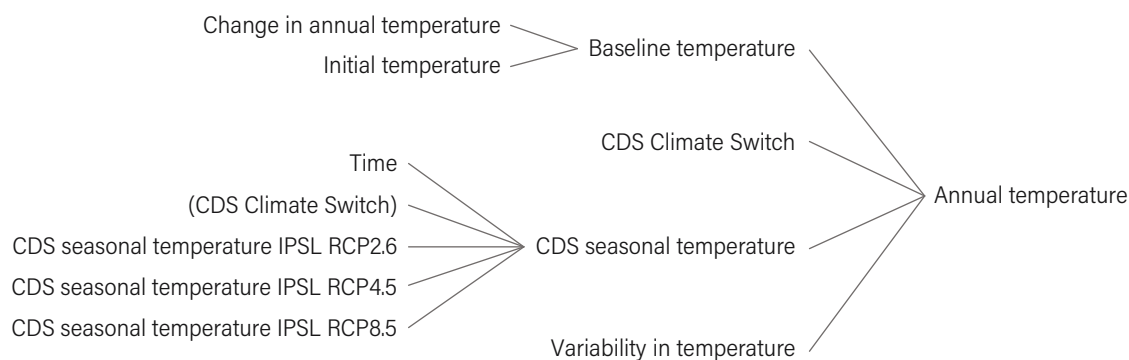 Change in annual temperature
Initial temperature
Baseline temperature
CDS Climate Switch
Time
(CDS Climate Switch)
CDS seasonal temperature IPSL RCP2.6
CDS seasonal temperature IPSL RCP4.5
CDS seasonal temperature IPSL RCP8.5
CDS seasonal temperature
Variability in temperature
Annual temperature